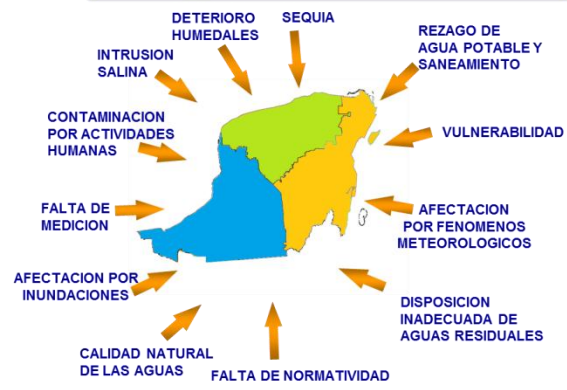 DETERIORO
HUMEDALES
SEQUIA
REZAGO DE
AGUA POTABLE Y
SANEAMIENTO
INTRUSION
SALINA
CONTAMINACION
POR ACTIVIDADES
HUMANAS
VULNERABILIDAD
FALTA DE
MEDICION
AFECTACION
POR FENOMENOS
METEOROLOGICOS
AFECTACION POR
INUNDACIONES
DISPOSICION
INADECUADA DE
AGUAS RESIDUALES
CALIDAD NATURAL
DE LAS AGUAS
FALTA DE NORMATIVIDAD